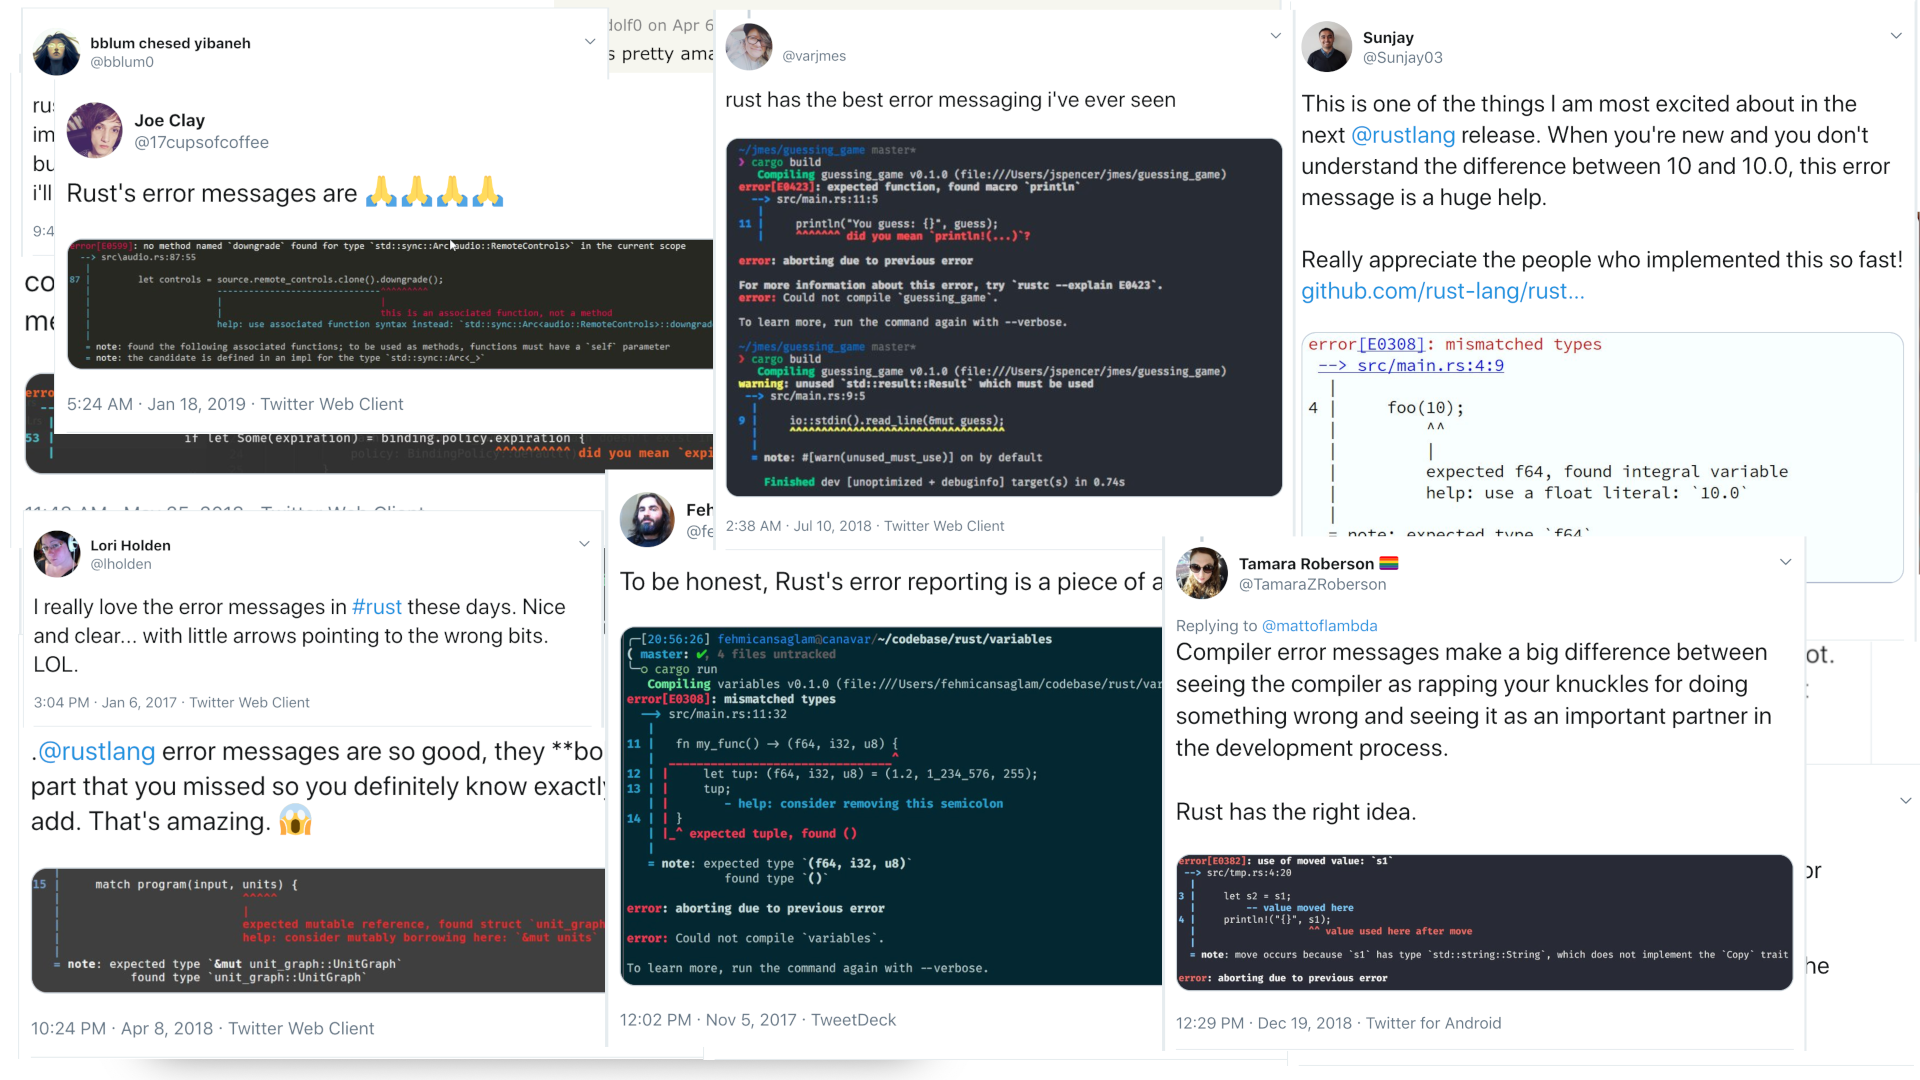 bblum chesed yibaneh
@bblum0
dolf0 on Apr 6
s pretty ama
ru
im
bu
i'll
9:4
co
me
Joe Clay
@17cupsofcoffee
Rust's error messages are 🙏🙏🙏🙏
error[E0599]: no method named `downgrade` found for type `std::sync::Arc<audio::RemoteControls>` in the current scope
--> src\audio.rs:87:55
|
87 | let controls = source.remote_controls.clone().downgrade();
| -------------------------------^^^^^^^^^
| | |
| | this is an associated function, not a method
| help: use associated function syntax instead: `std::sync::Arc<audio::RemoteControls>::downgrad
|
= note: found the following associated functions; to be used as methods, functions must have a `self` parameter
= note: the candidate is defined in an impl for the type `std::sync::Arc<_>`
5:24 AM · Jan 18, 2019 · Twitter Web Client
erro
53 | if let Some(expiration) = binding.policy.expiration {
| ^^^^^^^^^^ did you mean `expi
Lori Holden
@lholden
I really love the error messages in #rust these days. Nice
and clear... with little arrows pointing to the wrong bits.
LOL.
3:04 PM · Jan 6, 2017 · Twitter Web Client
.@rustlang error messages are so good, they **bo
part that you missed so you definitely know exactly
add. That's amazing. 😱
15 | match program(input, units) {
| ^^^^^
| |
| expected mutable reference, found struct `unit_graph
| help: consider mutably borrowing here: `&mut units`
|
= note: expected type `&mut unit_graph::UnitGraph`
found type `unit_graph::UnitGraph`
10:24 PM · Apr 8, 2018 · Twitter Web Client
@varjmes
rust has the best error messaging i've ever seen
~/jmes/guessing_game master*
❯ cargo build
Compiling guessing_game v0.1.0 (file:///Users/jspencer/jmes/guessing_game)
error[E0423]: expected function, found macro `println`
--> src/main.rs:11:5
|
11 | println("You guess: {}", guess);
| ^^^^^^^ did you mean `println!(...)`?
error: aborting due to previous error
For more information about this error, try `rustc --explain E0423`.
error: Could not compile `guessing_game`.
To learn more, run the command again with --verbose.
~/jmes/guessing_game master*
❯ cargo build
Compiling guessing_game v0.1.0 (file:///Users/jspencer/jmes/guessing_game)
warning: unused `std::result::Result` which must be used
--> src/main.rs:9:5
|
9 | io::stdin().read_line(&mut guess);
| ^^^^^^^^^^^^^^^^^^^^^^^^^^^^^^^^^^
|
= note: #[warn(unused_must_use)] on by default
Finished dev [unoptimized + debuginfo] target(s) in 0.74s
2:38 AM · Jul 10, 2018 · Twitter Web Client
Feh
@fe
To be honest, Rust's error reporting is a piece of a
[20:56:26] fehmicansaglam@canavar/~/codebase/rust/variables
( master: ✔, 4 files untracked
cargo run
Compiling variables v0.1.0 (file:///Users/fehmicansaglam/codebase/rust/var
error[E0308]: mismatched types
--> src/main.rs:11:32
|
11 | fn my_func() -> (f64, i32, u8) {
| ________________________________^
12 | | let tup: (f64, i32, u8) = (1.2, 1_234_576, 255);
13 | | tup;
| | - help: consider removing this semicolon
14 | | }
| |_^ expected tuple, found ()
|
= note: expected type `(f64, i32, u8)`
found type `()`
error: aborting due to previous error
error: Could not compile `variables`.
To learn more, run the command again with --verbose.
12:02 PM · Nov 5, 2017 · TweetDeck
Sunjay
@Sunjay03
This is one of the things I am most excited about in the
next @rustlang release. When you're new and you don't
understand the difference between 10 and 10.0, this error
message is a huge help.
Really appreciate the people who implemented this so fast!
github.com/rust-lang/rust...
error[E0308]: mismatched types
--> src/main.rs:4:9
|
4 | foo(10);
| ^^
| |
| expected f64, found integral variable
| help: use a float literal: `10.0`
|
= note: expected type `f64`
Tamara Roberson 🏳️‍🌈
@TamaraZRoberson
Replying to @mattoflambda
Compiler error messages make a big difference between
seeing the compiler as rapping your knuckles for doing
something wrong and seeing it as an important partner in
the development process.
Rust has the right idea.
error[E0382]: use of moved value: `s1`
--> src/tmp.rs:4:20
|
3 | let s2 = s1;
| -- value moved here
4 | println!("{}", s1);
| ^^ value used here after move
|
= note: move occurs because `s1` has type `std::string::String`, which does not implement the `Copy` trait
error: aborting due to previous error
12:29 PM · Dec 19, 2018 · Twitter for Android
ot.
or
he